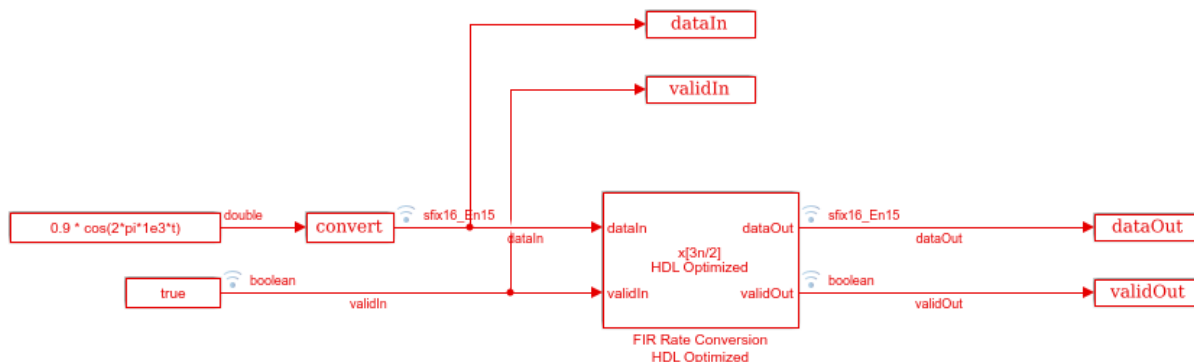 dataIn
validIn
0.9 * cos(2*pi*1e3*t)
double
convert
sfix16_En15
dataIn
true
boolean
validIn
dataIn
validIn
x[3n/2]
HDL Optimized
dataOut
validOut
FIR Rate Conversion
HDL Optimized
sfix16_En15
dataOut
boolean
validOut
dataOut
validOut